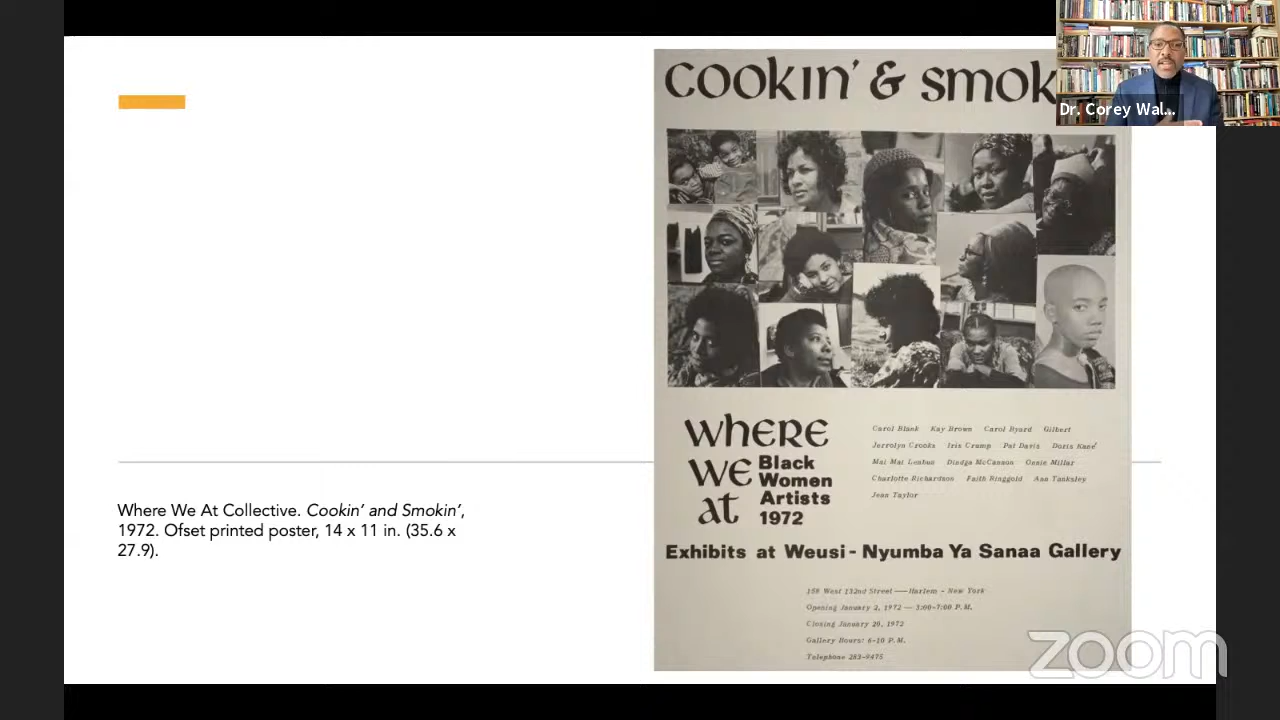 cookin' & smok
Dr. Corey Wal...
where
we
at
Black
Women
Artists
1972
Carol Blank Kay Brown Carol Byard Gilbert
Jerrolyn Crooks Iris Crump Pat Davis Doris Kane'
Mai Mai Leabua Dindga McCannon Onnie Millar
Charlotte Richardson Faith Ringgold Ann Tanksley
Jean Taylor
Exhibits at Weusi - Nyumba Ya Sanaa Gallery
158 West 132nd Street — Harlem - New York
Opening January 2, 1972 — 3:00-7:00 P.M.
Closing January 20, 1972
Gallery Hours: 6-10 P.M.
Telephone 283-9475
Where We At Collective. Cookin' and Smokin',
1972. Ofset printed poster, 14 x 11 in. (35.6 x
27.9).
zoom